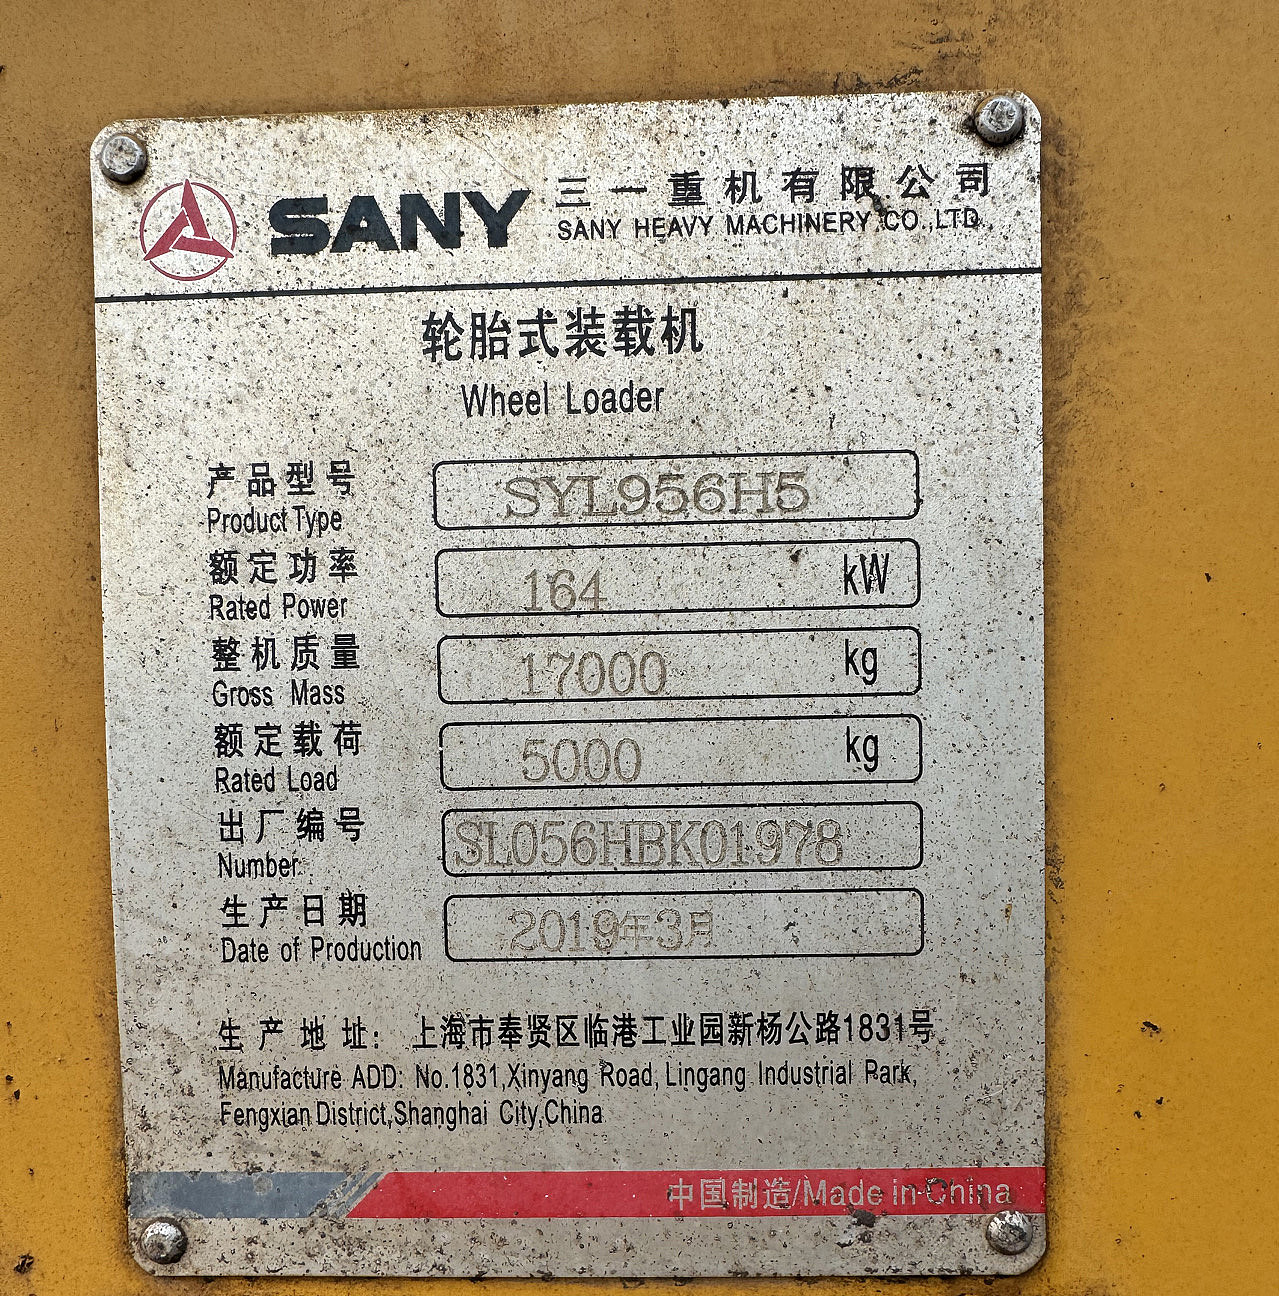 SANY 三一重机有限公司
SANY HEAVY MACHINERY CO.,LTD.
轮胎式装载机
Wheel Loader
产品型号 SYL956H5
Product Type
额定功率 164 kW
Rated Power
整机质量 17000 kg
Gross Mass
额定载荷 5000 kg
Rated Load
出厂编号 SL056HBK01978
Number
生产日期 2019年3月
Date of Production
生产地址: 上海市奉贤区临港工业园新杨公路1831号
Manufacture ADD: No.1831,Xinyang Road,Lingang Industrial Park,
Fengxian District,Shanghai City,China
中国制造/Made in China